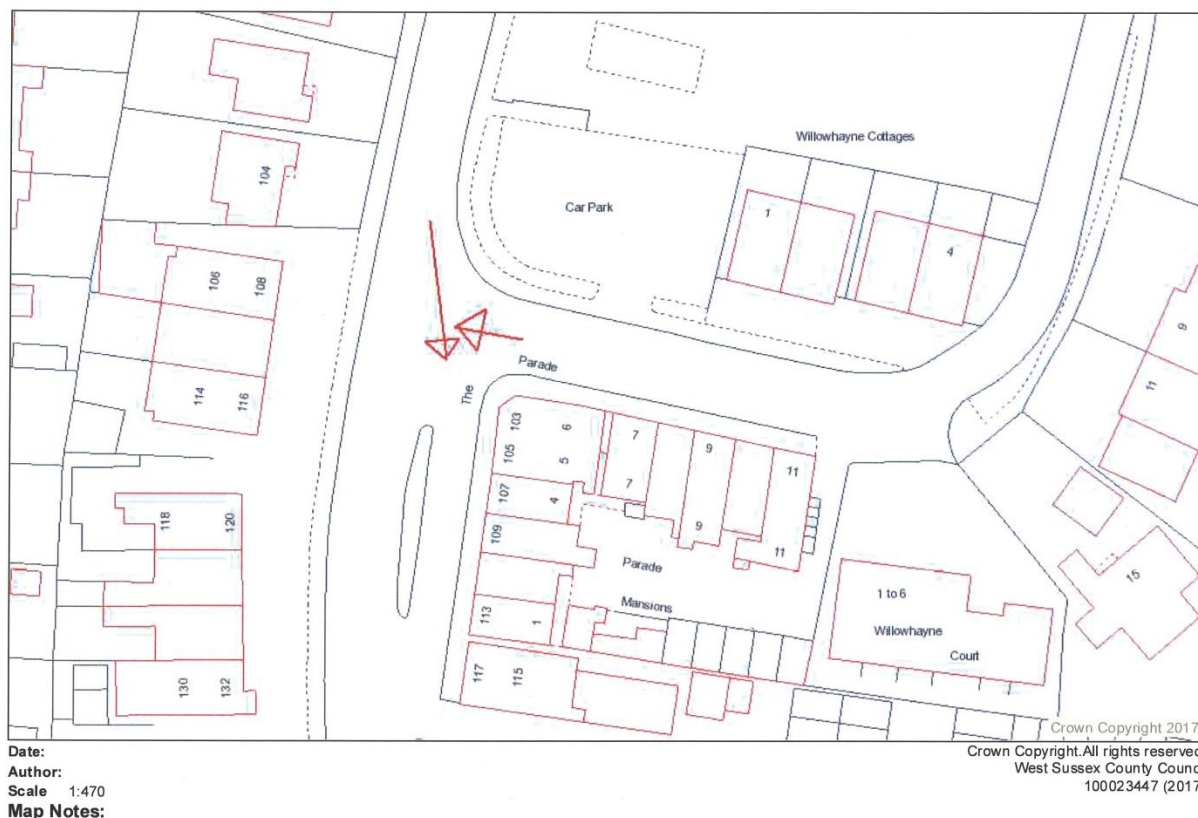 Willowhayne Cottages
104
Car Park
1
4
106
108
9
11
114
116
The
Parade
103
6
7
9
11
105
5
7
107
4
118
120
109
9
11
Parade
Mansions
113
1
1 to 6
Willowhayne
Court
15
130
132
117
115
Crown Copyright 2017
Date:
Crown Copyright.All rights reserved
Author:
West Sussex County Counc
Scale 1:470
100023447 (2017
Map Notes: